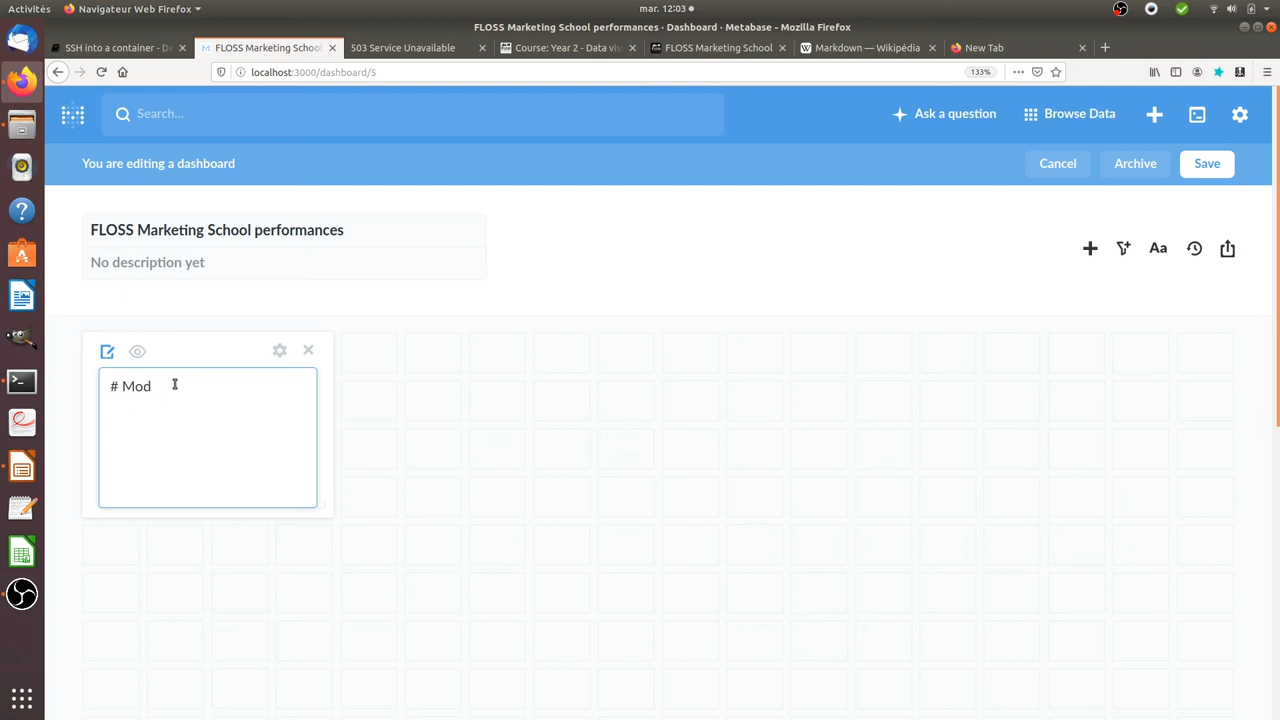 Activités
Navigateur Web Firefox
mar. 12:03
FLOSS Marketing School performances · Dashboard · Metabase - Mozilla Firefox
SSH into a container - De
FLOSS Marketing School
503 Service Unavailable
Course: Year 2 - Data vis
FLOSS Marketing School
Markdown — Wikipédia
New Tab
localhost:3000/dashboard/5
133%
Search...
Ask a question
Browse Data
You are editing a dashboard
Cancel
Archive
Save
FLOSS Marketing School performances
No description yet
Aa
# Mod